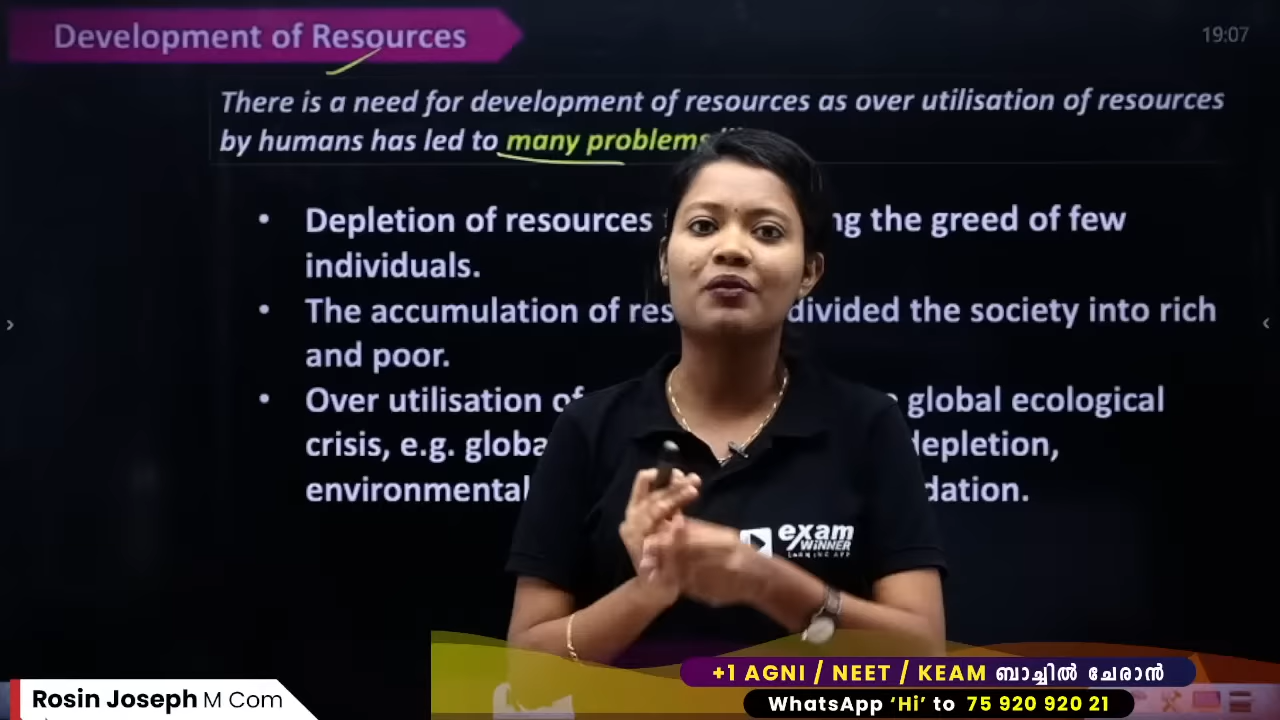 Development of Resources
19:07
There is a need for development of resources as over utilisation of resources
by humans has led to many problems
Depletion of resources the greed of few
individuals.
The accumulation of divided the society into rich
and poor.
Over utilisation of global ecological
crisis, e.g. depletion,
environmental
exam
WINNER
LEARNING APP
+1 AGNI / NEET / KEAM ബാച്ചിൽ ചേരാൻ
Rosin Joseph M Com
WhatsApp ‘Hi’ to 75 920 920 21